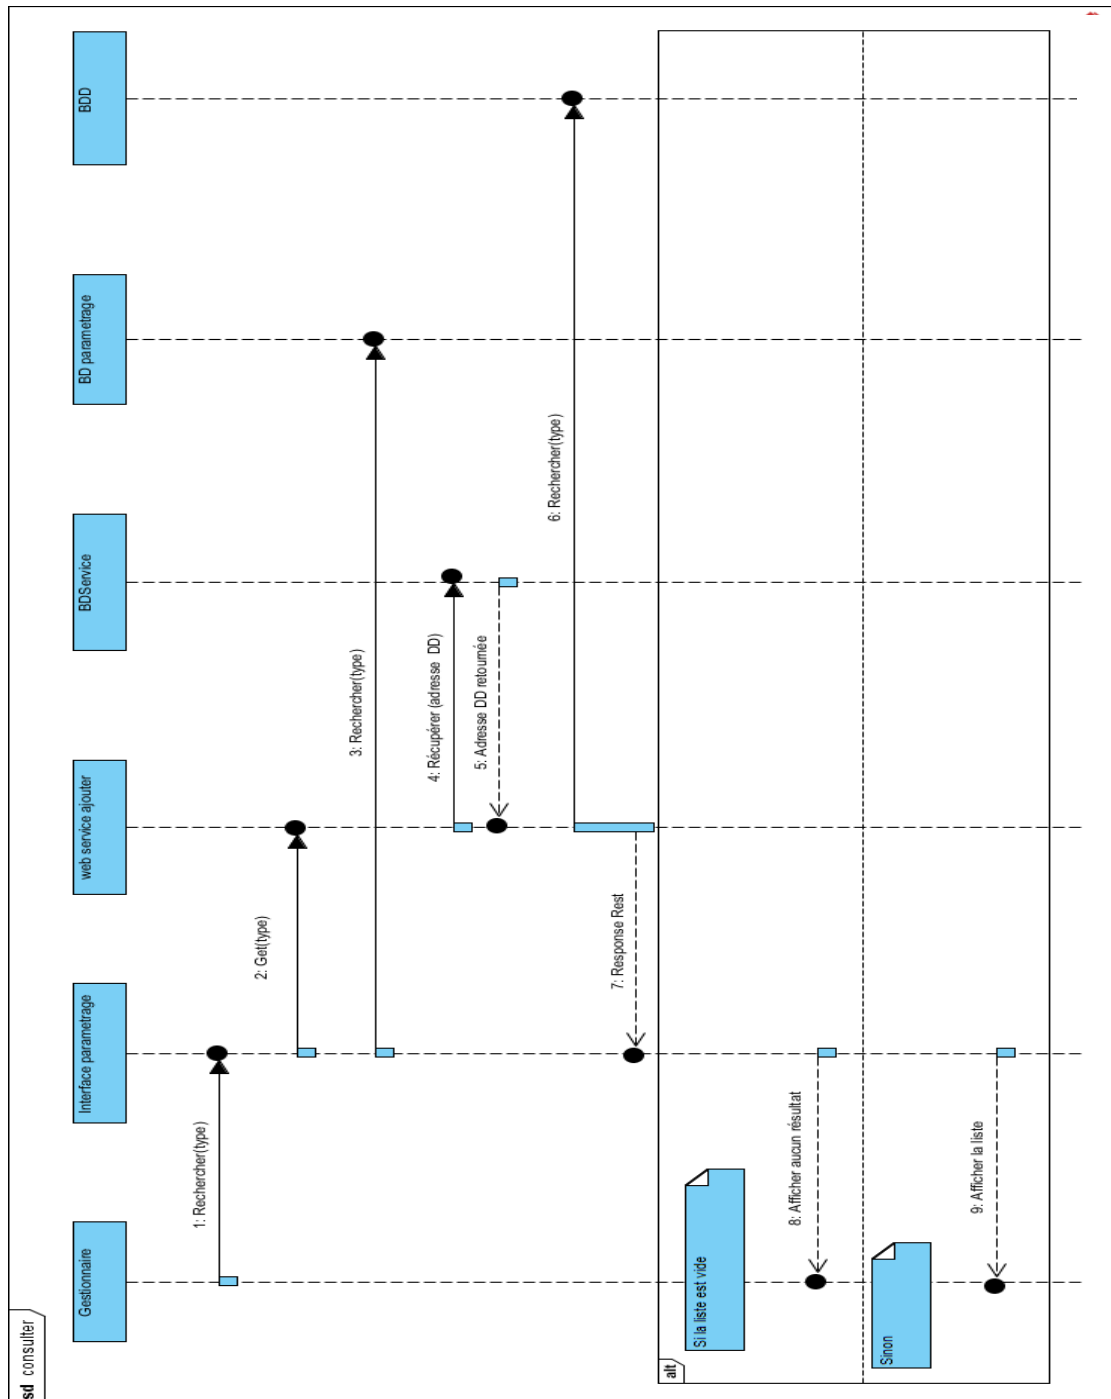 sd consulter
Gestionnaire
Interface parametrage
web service ajouter
BDService
BD parametrage
BDD
1: Rechercher(type)
2: Get(type)
3: Rechercher(type)
4: Récupérer (adresse DD)
5: Adresse DD retournée
6: Rechercher(type)
7: Response Rest
alt
Si la liste est vide
8: Afficher aucun résultat
Sinon
9: Afficher la liste